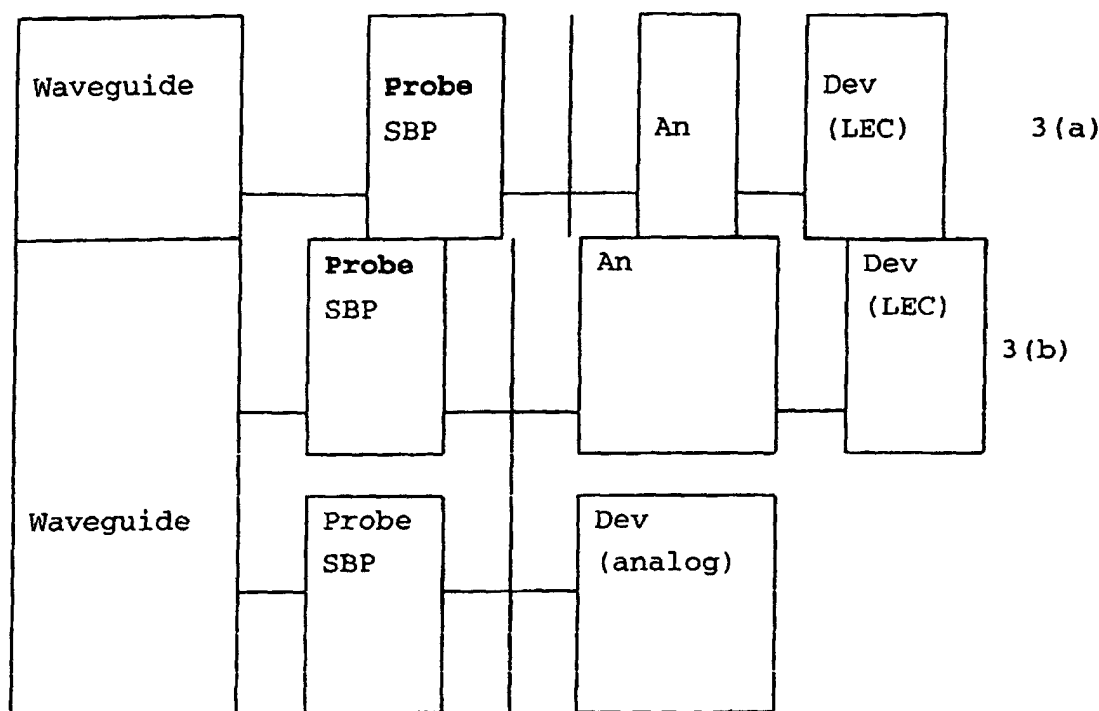 Waveguide
Probe
SBP
An
Dev
(LEC)
3(a)
Probe
SBP
An
Dev
(LEC)
3(b)
Waveguide
Probe
SBP
Dev
(analog)